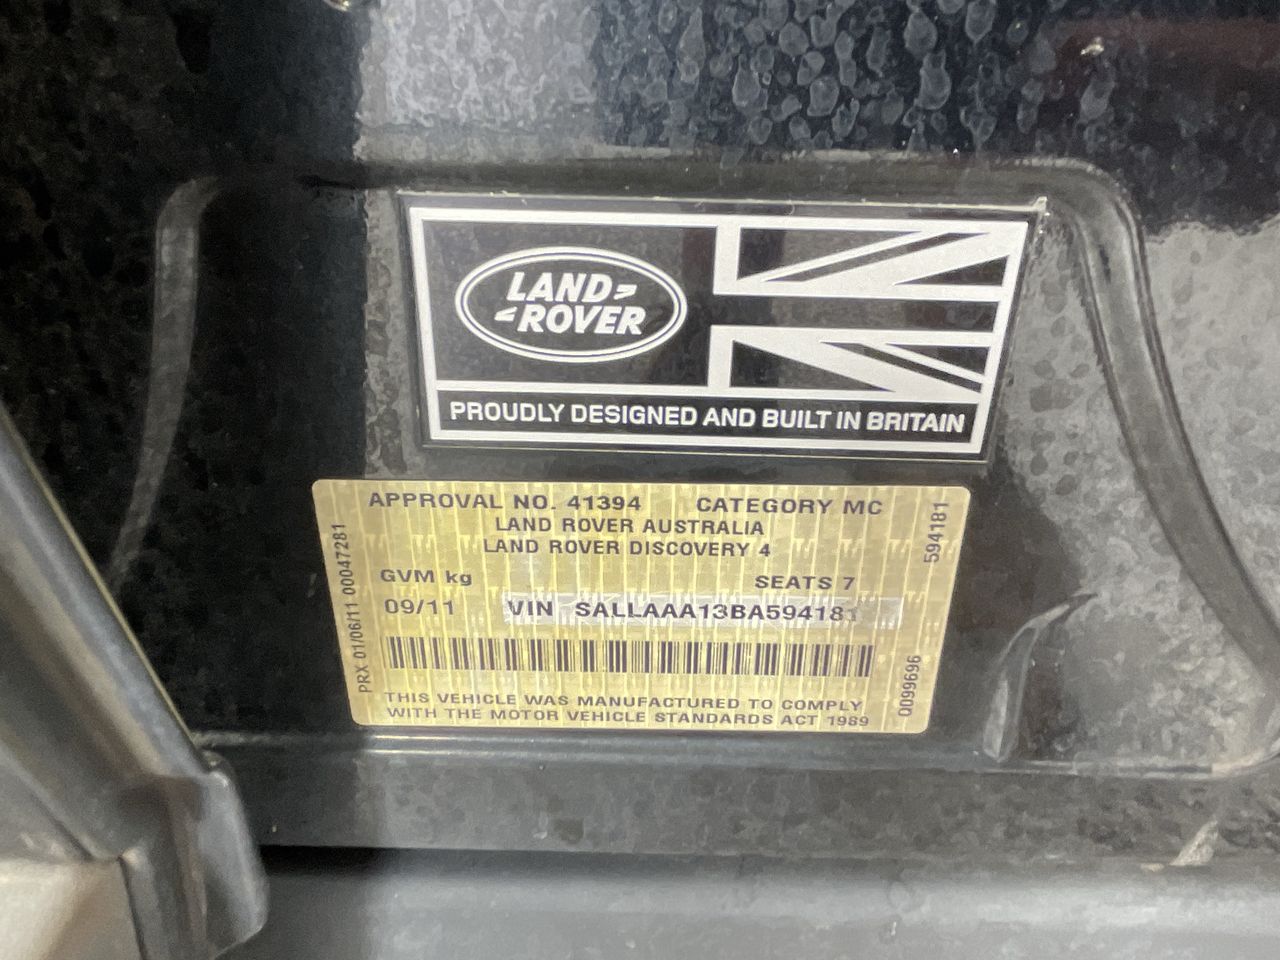 LAND
ROVER
PROUDLY DESIGNED AND BUILT IN BRITAIN
APPROVAL NO. 41394 CATEGORY MC
LAND ROVER AUSTRALIA
LAND ROVER DISCOVERY 4
GVM kg SEATS 7
09/11 VIN SALLAAA13BA594181
THIS VEHICLE WAS MANUFACTURED TO COMPLY
WITH THE MOTOR VEHICLE STANDARDS ACT 1989
PRX 01/06/11 00047281
594181
0099696